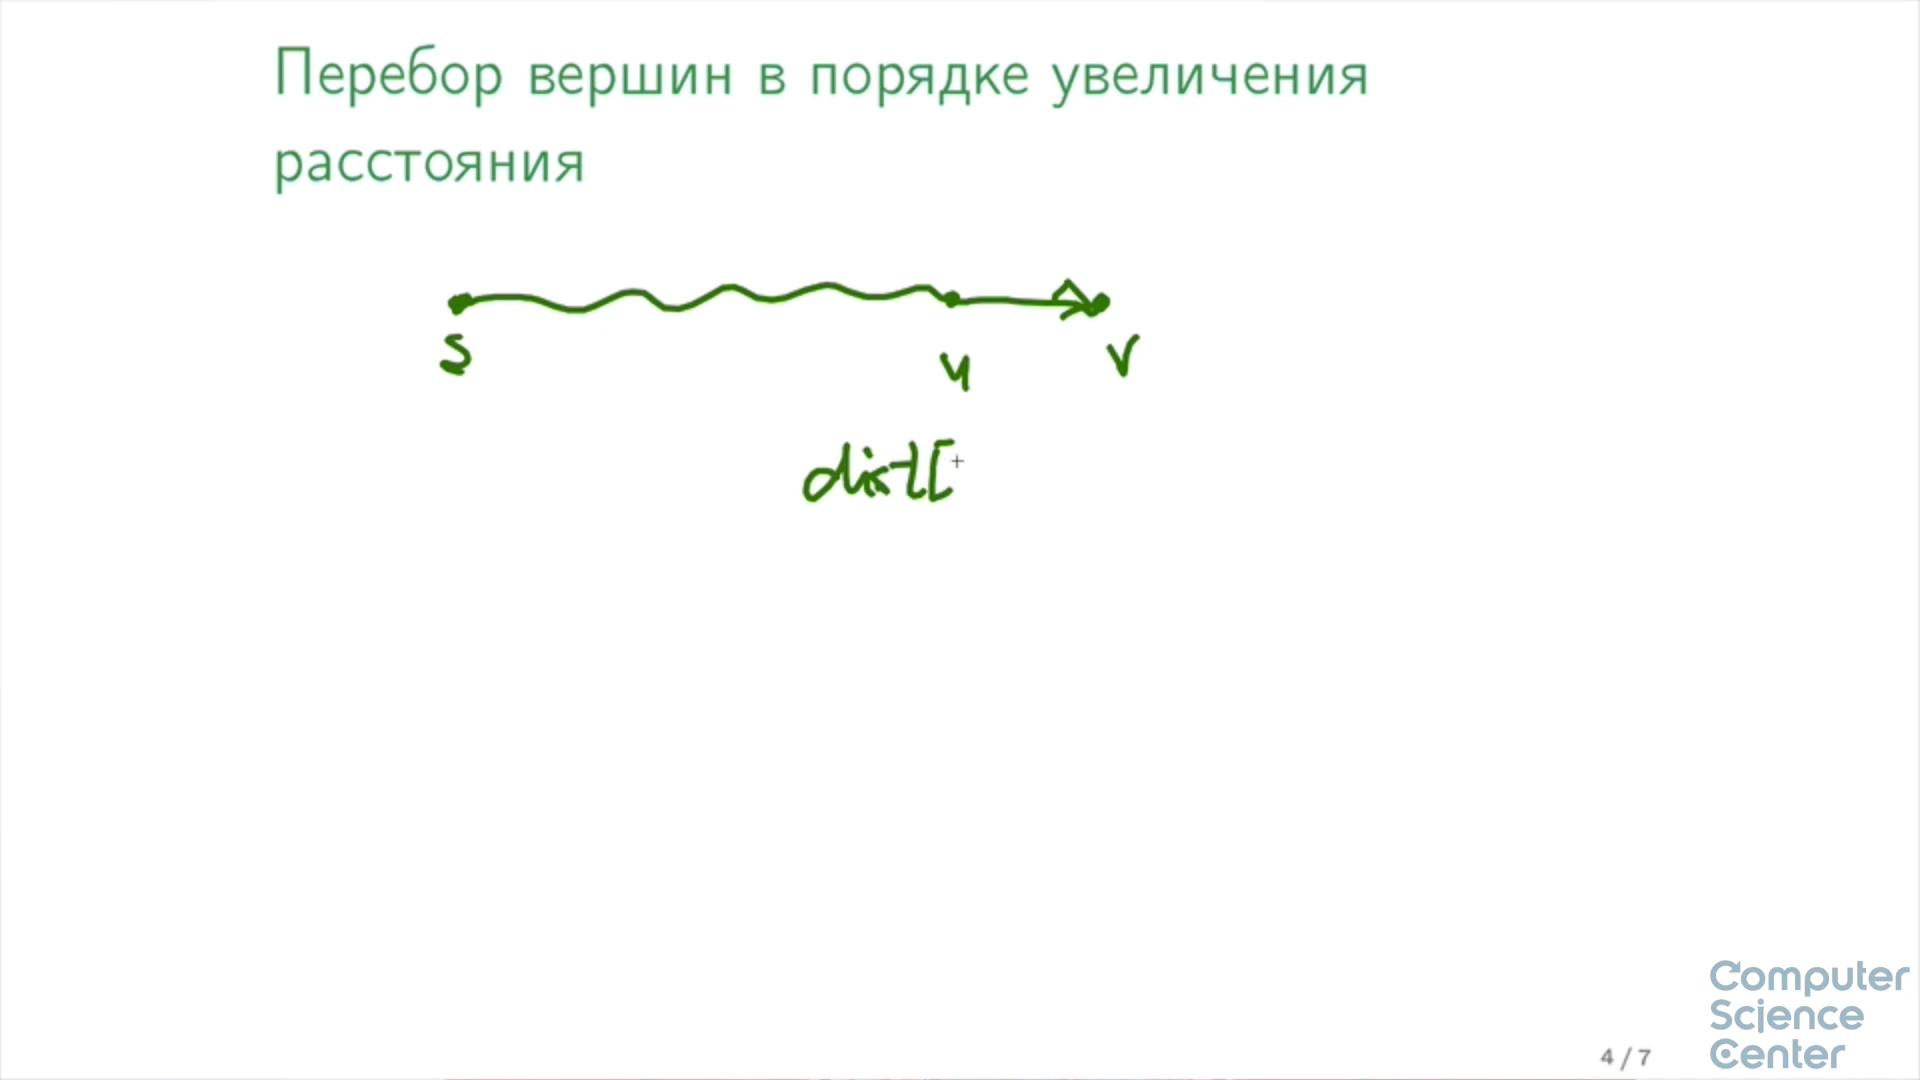 Перебор вершин в порядке увеличения
расстояния
s u v
dist[
4 / 7
Computer
Science
Center